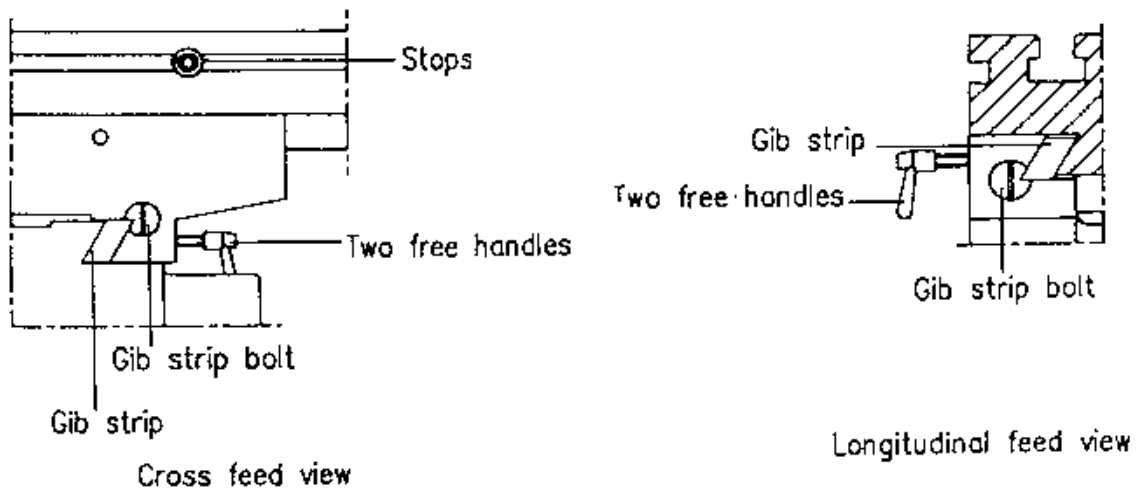 Stops
Two free handles
Gib strip bolt
Gib strip
Cross feed view
Gib strip
Two free handles
Gib strip bolt
Longitudinal feed view